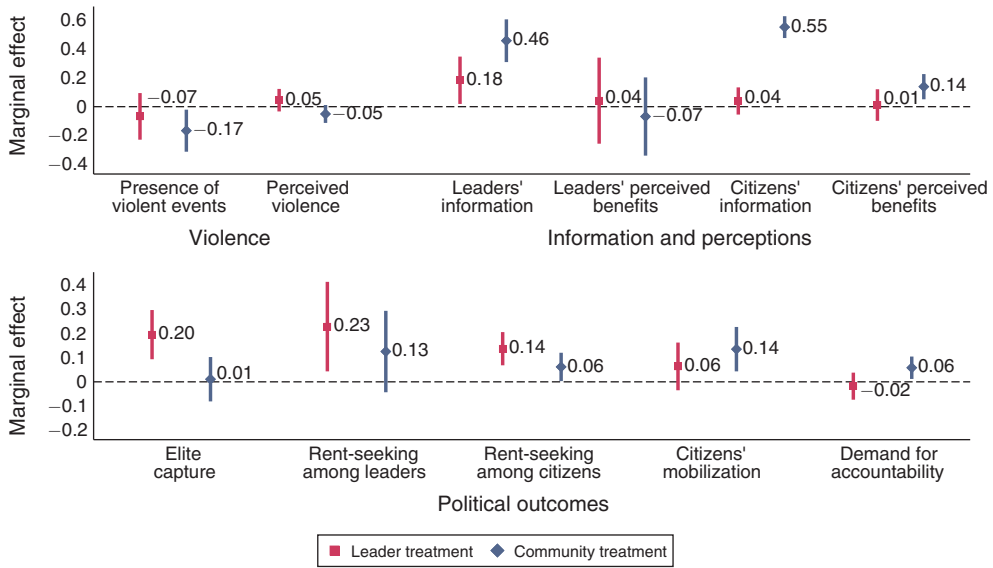 Marginal effect
0.6
0.4
0.2
0
−0.2
−0.4
−0.07
−0.17
0.05
−0.05
0.18
0.46
0.04
−0.07
0.04
0.55
0.01
0.14
Presence of
violent events
Perceived
violence
Leaders'
information
Leaders' perceived
benefits
Citizens'
information
Citizens' perceived
benefits
Violence
Information and perceptions
Marginal effect
0.4
0.3
0.2
0.1
0
−0.1
−0.2
0.20
0.01
0.23
0.13
0.14
0.06
0.06
0.14
−0.02
0.06
Elite
capture
Rent-seeking
among leaders
Rent-seeking
among citizens
Citizens'
mobilization
Demand for
accountability
Political outcomes
Leader treatment
Community treatment